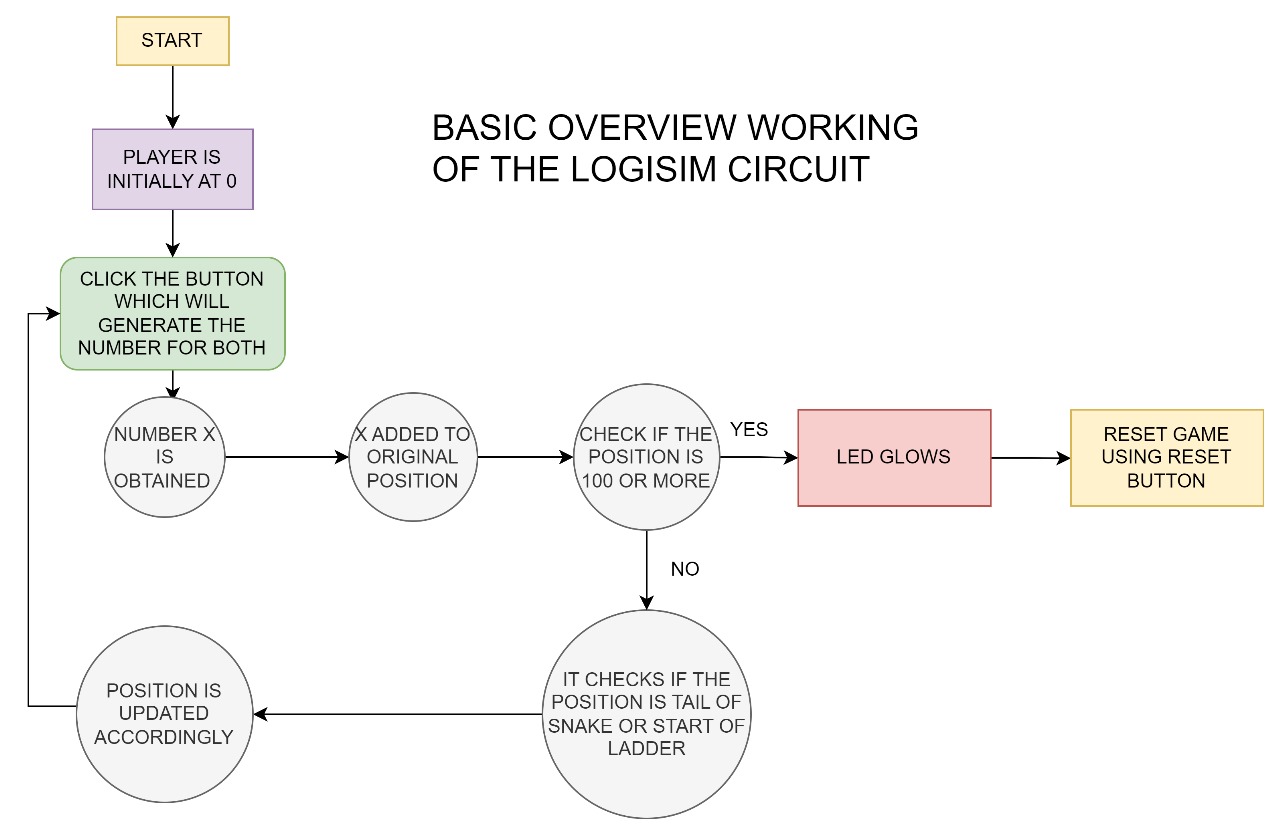 START
BASIC OVERVIEW WORKING
OF THE LOGISIM CIRCUIT
PLAYER IS
INITIALLY AT 0
CLICK THE BUTTON
WHICH WILL
GENERATE THE
NUMBER FOR BOTH
NUMBER X
IS
OBTAINED
X ADDED TO
ORIGINAL
POSITION
CHECK IF THE
POSITION IS
100 OR MORE
YES
LED GLOWS
RESET GAME
USING RESET
BUTTON
NO
IT CHECKS IF THE
POSITION IS TAIL OF
SNAKE OR START OF
LADDER
POSITION IS
UPDATED
ACCORDINGLY